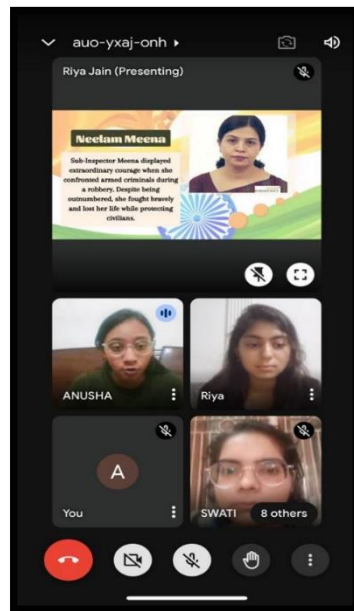 auo-yxaj-onh
Riya Jain (Presenting)
Neelam Meena
Sub-Inspector Meena displayed
extraordinary courage when she
confronted armed criminals during
a robbery. Despite being
outnumbered, she fought bravely
and lost her life while protecting
civilians.
ANUSHA
Riya
A
You
SWATI
8 others